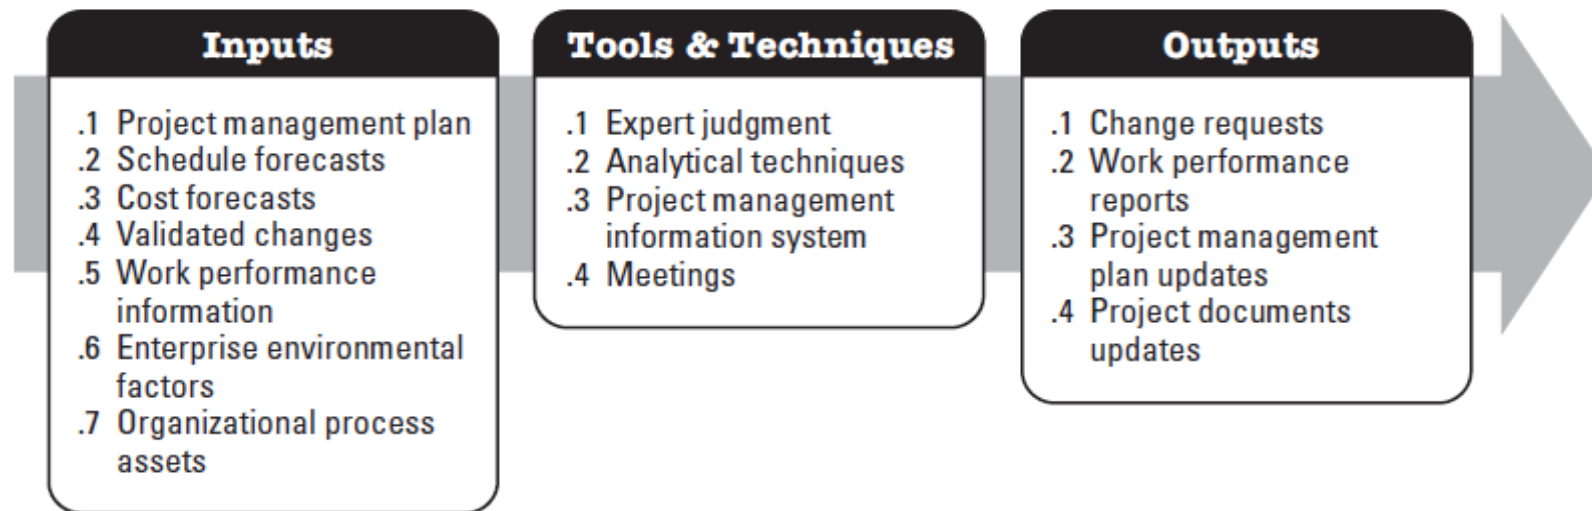 Inputs
.1 Project management plan
.2 Schedule forecasts
.3 Cost forecasts
.4 Validated changes
.5 Work performance
information
.6 Enterprise environmental
factors
.7 Organizational process
assets
Tools & Techniques
.1 Expert judgment
.2 Analytical techniques
.3 Project management
information system
.4 Meetings
Outputs
.1 Change requests
.2 Work performance
reports
.3 Project management
plan updates
.4 Project documents
updates